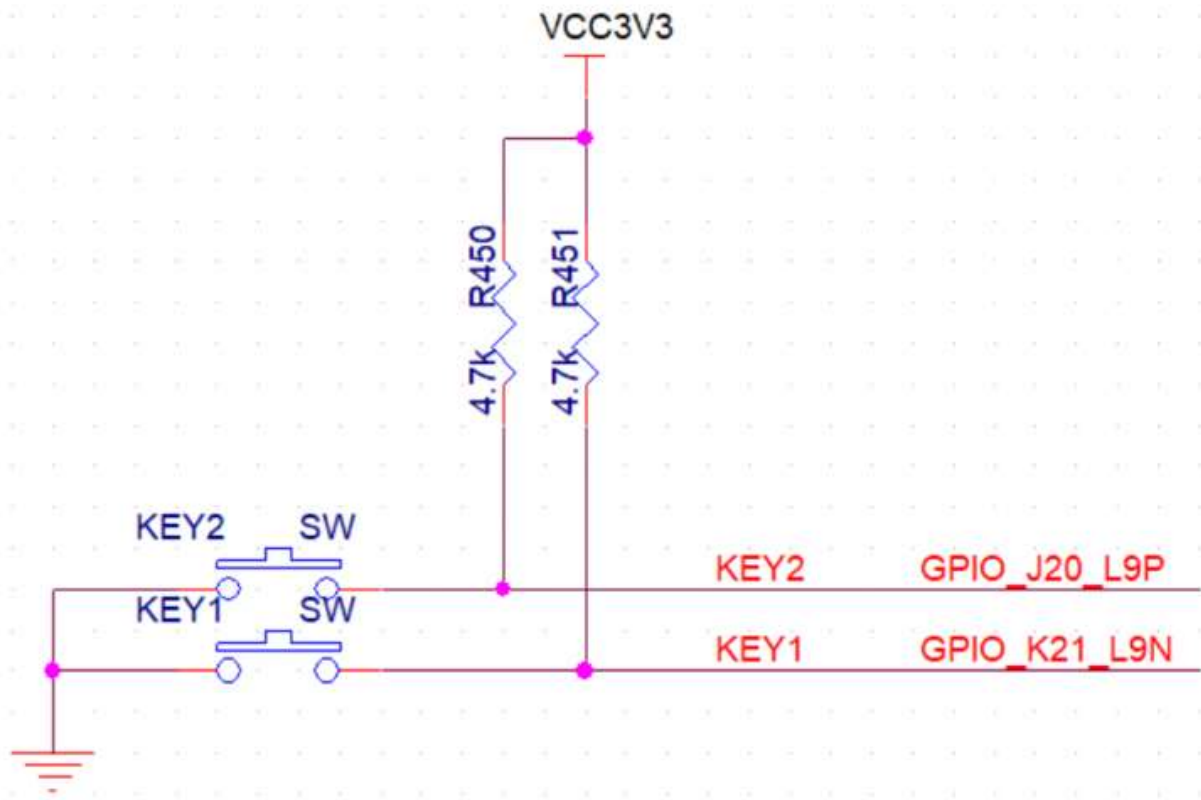 VCC3V3
R450
4.7K
R451
4.7K
KEY2 SW
KEY2 GPIO_J20_L9P
KEY1 SW
KEY1 GPIO_K21_L9N